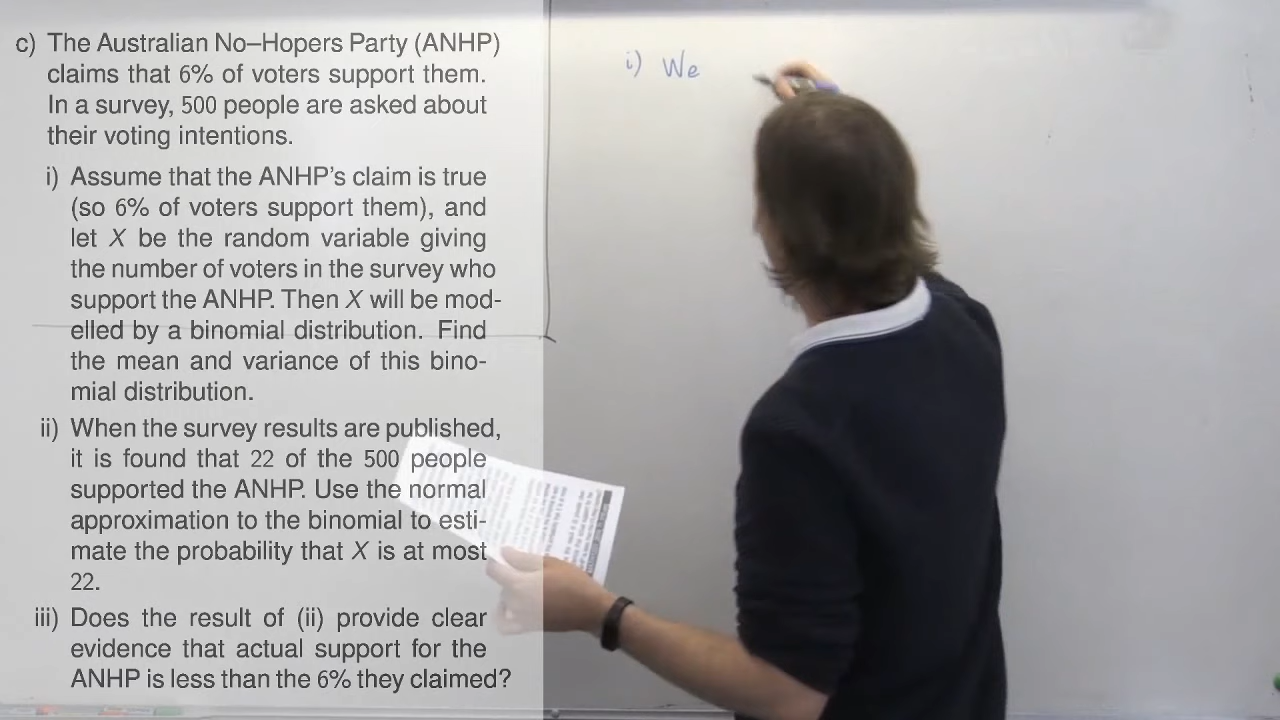 c) The Australian No–Hopers Party (ANHP)
claims that 6% of voters support them.
In a survey, 500 people are asked about
their voting intentions.
i) Assume that the ANHP's claim is true
(so 6% of voters support them), and
let X be the random variable giving
the number of voters in the survey who
support the ANHP. Then X will be mod-
elled by a binomial distribution. Find
the mean and variance of this bino-
mial distribution.
ii) When the survey results are published,
it is found that 22 of the 500 people
supported the ANHP. Use the normal
approximation to the binomial to esti-
mate the probability that X is at most
22.
iii) Does the result of (ii) provide clear
evidence that actual support for the
ANHP is less than the 6% they claimed?
i) We